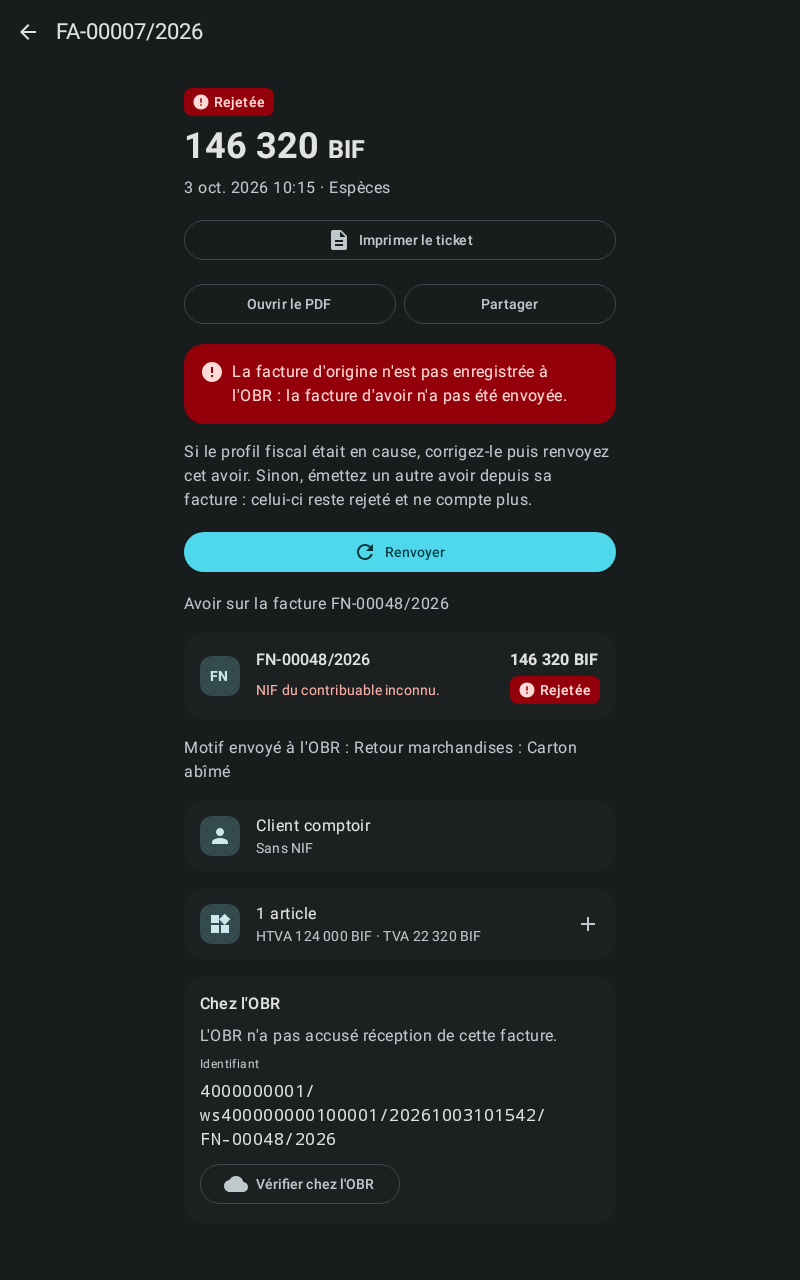 FA-00007/2026
Rejetée
146 320 BIF
3 oct. 2026 10:15 · Espèces
Imprimer le ticket
Ouvrir le PDF
Partager
La facture d'origine n'est pas enregistrée à
l'OBR : la facture d'avoir n'a pas été envoyée.
Si le profil fiscal était en cause, corrigez-le puis renvoyez
cet avoir. Sinon, émettez un autre avoir depuis sa
facture : celui-ci reste rejeté et ne compte plus.
Renvoyer
Avoir sur la facture FN-00048/2026
FN
FN-00048/2026
146 320 BIF
NIF du contribuable inconnu.
Rejetée
Motif envoyé à l'OBR : Retour marchandises : Carton
abîmé
Client comptoir
Sans NIF
1 article
HTVA 124 000 BIF · TVA 22 320 BIF
Chez l'OBR
L'OBR n'a pas accusé réception de cette facture.
Identifiant
4000000001/
ws400000000100001/20261003101542/
FN-00048/2026
Vérifier chez l'OBR